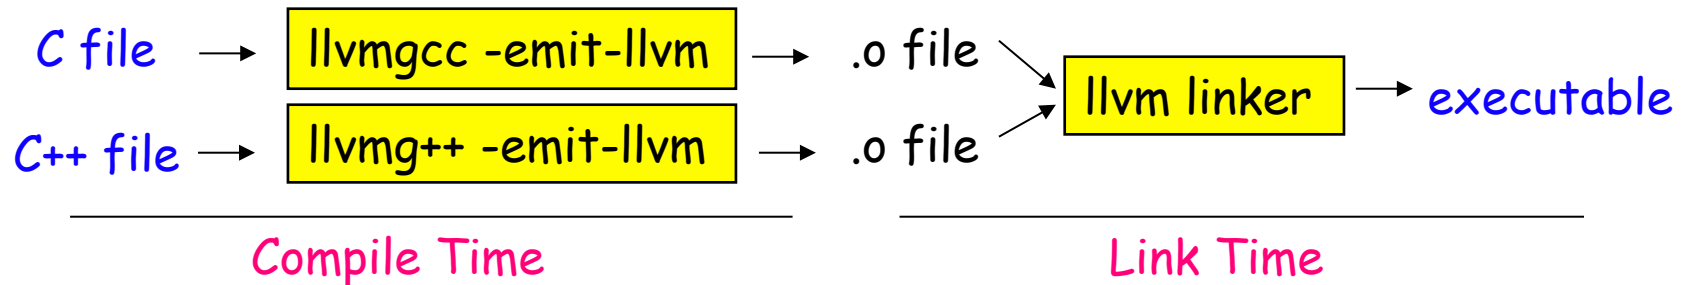 C file
llvmgcc -emit-llvm
.o file
llvm linker
executable
C++ file
llvmg++ -emit-llvm
.o file
Compile Time
Link Time